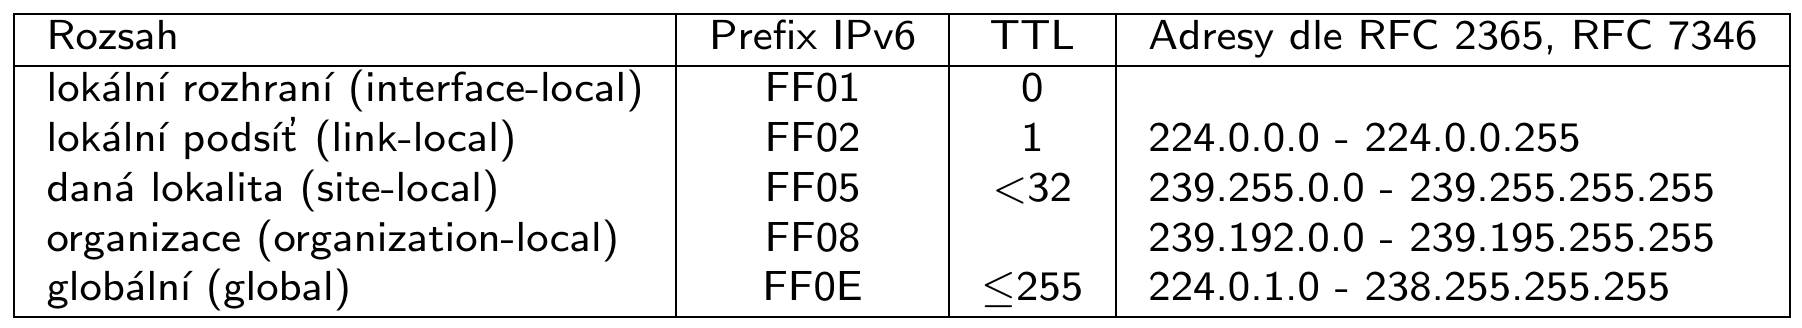 Rozsah Prefix IPv6 TTL Adresy dle RFC 2365, RFC 7346
lokální rozhraní (interface-local) FF01 0
lokální podsíť (link-local) FF02 1 224.0.0.0 - 224.0.0.255
daná lokalita (site-local) FF05 <32 239.255.0.0 - 239.255.255.255
organizace (organization-local) FF08 239.192.0.0 - 239.195.255.255
globální (global) FF0E ≤255 224.0.1.0 - 238.255.255.255